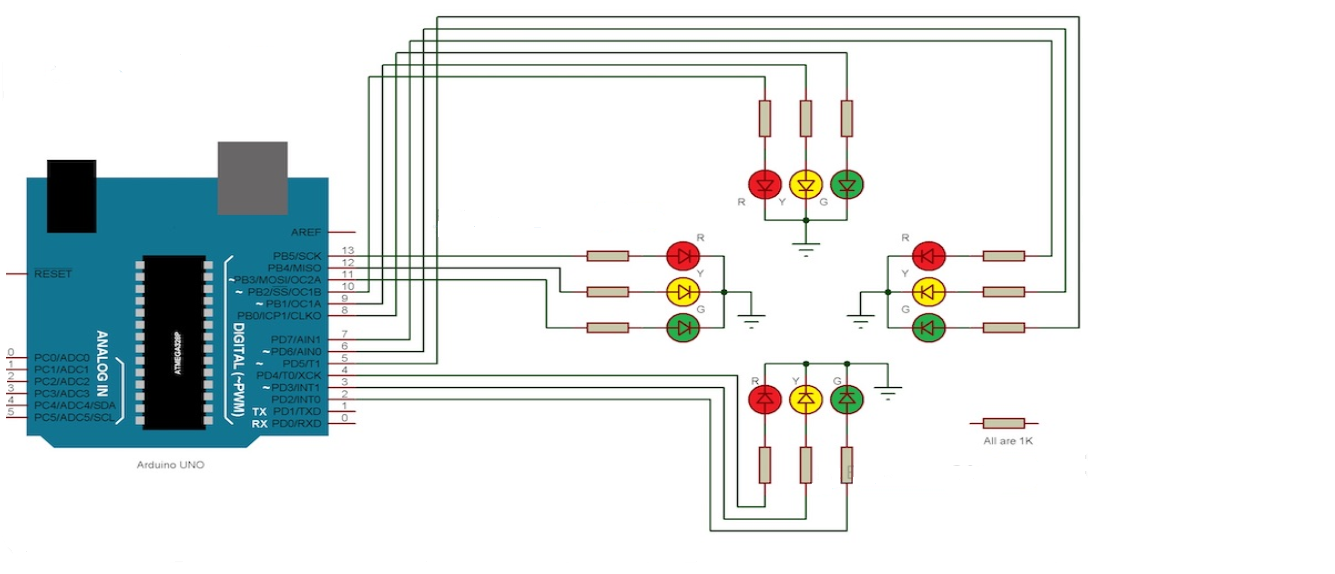 R Y G
AREF
13
PB5/SCK
12
PB4/MISO
11
~PB3/MOSI/OC2A
10
~ PB2/SS/OC1B
9
~ PB1/OC1A
8
PB0/ICP1/CLKO
7
PD7/AIN1
6
~ PD6/AIN0
5
~ PD5/T1
4
PD4/T0/XCK
3
~ PD3/INT1
2
PD2/INT0
1
TX PD1/TXD
0
RX PD0/RXD
RESET
ATMEGA328P
DIGITAL (~PWM)
ANALOG IN
0
PC0/ADC0
1
PC1/ADC1
2
PC2/ADC2
3
PC3/ADC3
4
PC4/ADC4/SDA
5
PC5/ADC5/SCL
Arduino UNO
R
Y
G
R
Y
G
R Y G
All are 1K